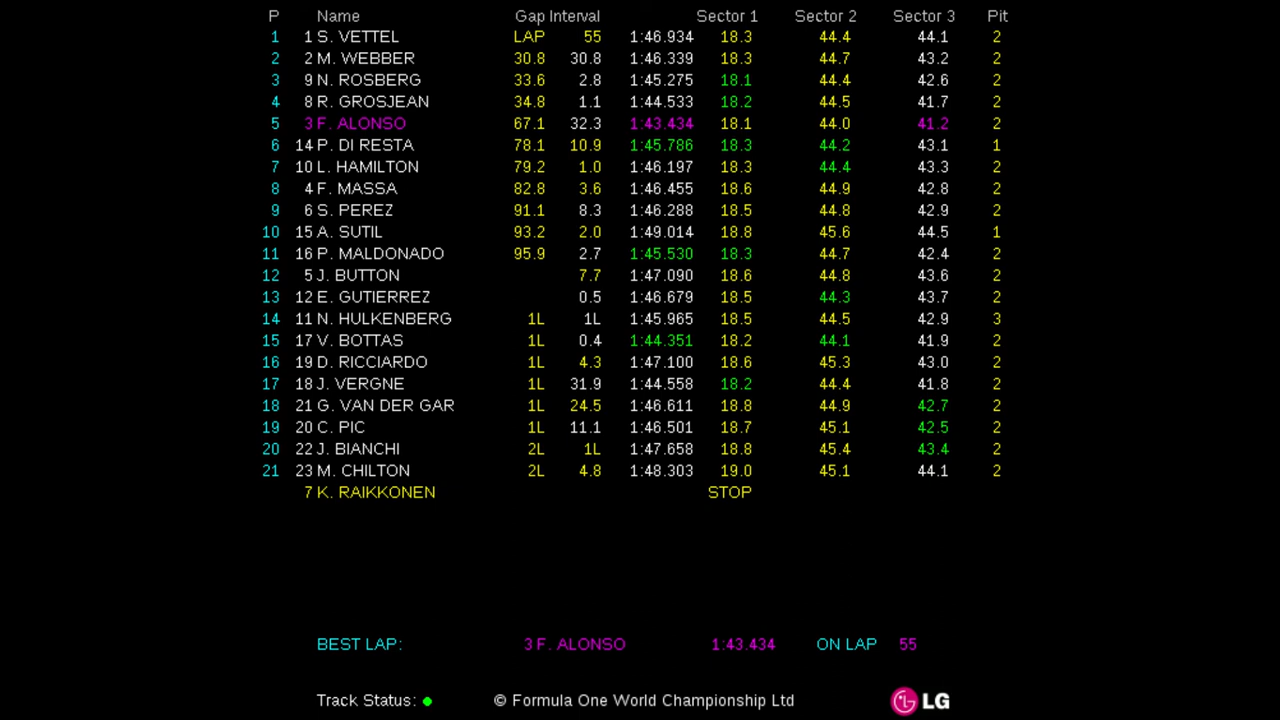 P Name Gap Interval Sector 1 Sector 2 Sector 3 Pit
1 1 S. VETTEL LAP 55 1:46.934 18.3 44.4 44.1 2
2 2 M. WEBBER 30.8 30.8 1:46.339 18.3 44.7 43.2 2
3 9 N. ROSBERG 33.6 2.8 1:45.275 18.1 44.4 42.6 2
4 8 R. GROSJEAN 34.8 1.1 1:44.533 18.2 44.5 41.7 2
5 3 F. ALONSO 67.1 32.3 1:43.434 18.1 44.0 41.2 2
6 14 P. DI RESTA 78.1 10.9 1:45.786 18.3 44.2 43.1 1
7 10 L. HAMILTON 79.2 1.0 1:46.197 18.3 44.4 43.3 2
8 4 F. MASSA 82.8 3.6 1:46.455 18.6 44.9 42.8 2
9 6 S. PEREZ 91.1 8.3 1:46.288 18.5 44.8 42.9 2
10 15 A. SUTIL 93.2 2.0 1:49.014 18.8 45.6 44.5 1
11 16 P. MALDONADO 95.9 2.7 1:45.530 18.3 44.7 42.4 2
12 5 J. BUTTON 7.7 1:47.090 18.6 44.8 43.6 2
13 12 E. GUTIERREZ 0.5 1:46.679 18.5 44.3 43.7 2
14 11 N. HULKENBERG 1L 1L 1:45.965 18.5 44.5 42.9 3
15 17 V. BOTTAS 1L 0.4 1:44.351 18.2 44.1 41.9 2
16 19 D. RICCIARDO 1L 4.3 1:47.100 18.6 45.3 43.0 2
17 18 J. VERGNE 1L 31.9 1:44.558 18.2 44.4 41.8 2
18 21 G. VAN DER GAR 1L 24.5 1:46.611 18.8 44.9 42.7 2
19 20 C. PIC 1L 11.1 1:46.501 18.7 45.1 42.5 2
20 22 J. BIANCHI 2L 1L 1:47.658 18.8 45.4 43.4 2
21 23 M. CHILTON 2L 4.8 1:48.303 19.0 45.1 44.1 2
7 K. RAIKKONEN STOP
BEST LAP: 3 F. ALONSO 1:43.434 ON LAP 55
Track Status: © Formula One World Championship Ltd LG